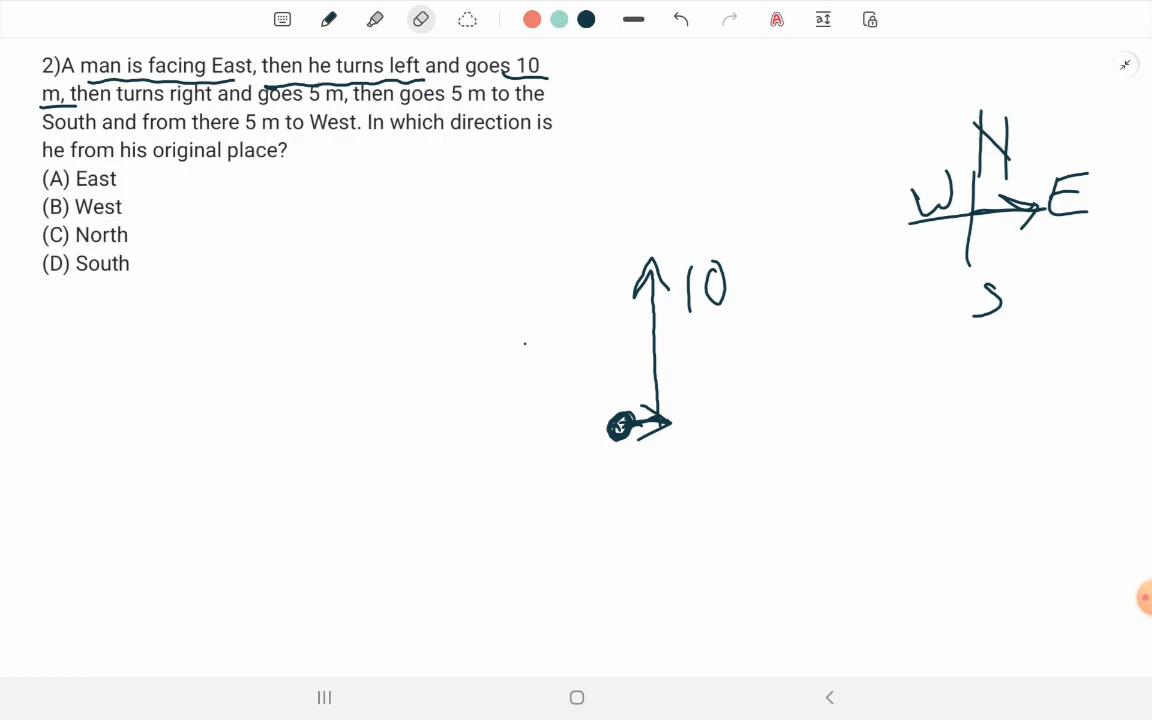 A
a
2)A man is facing East, then he turns left and goes 10
m, then turns right and goes 5 m, then goes 5 m to the
South and from there 5 m to West. In which direction is
he from his original place?
(A) East
(B) West
(C) North
(D) South
N
W E
S
10